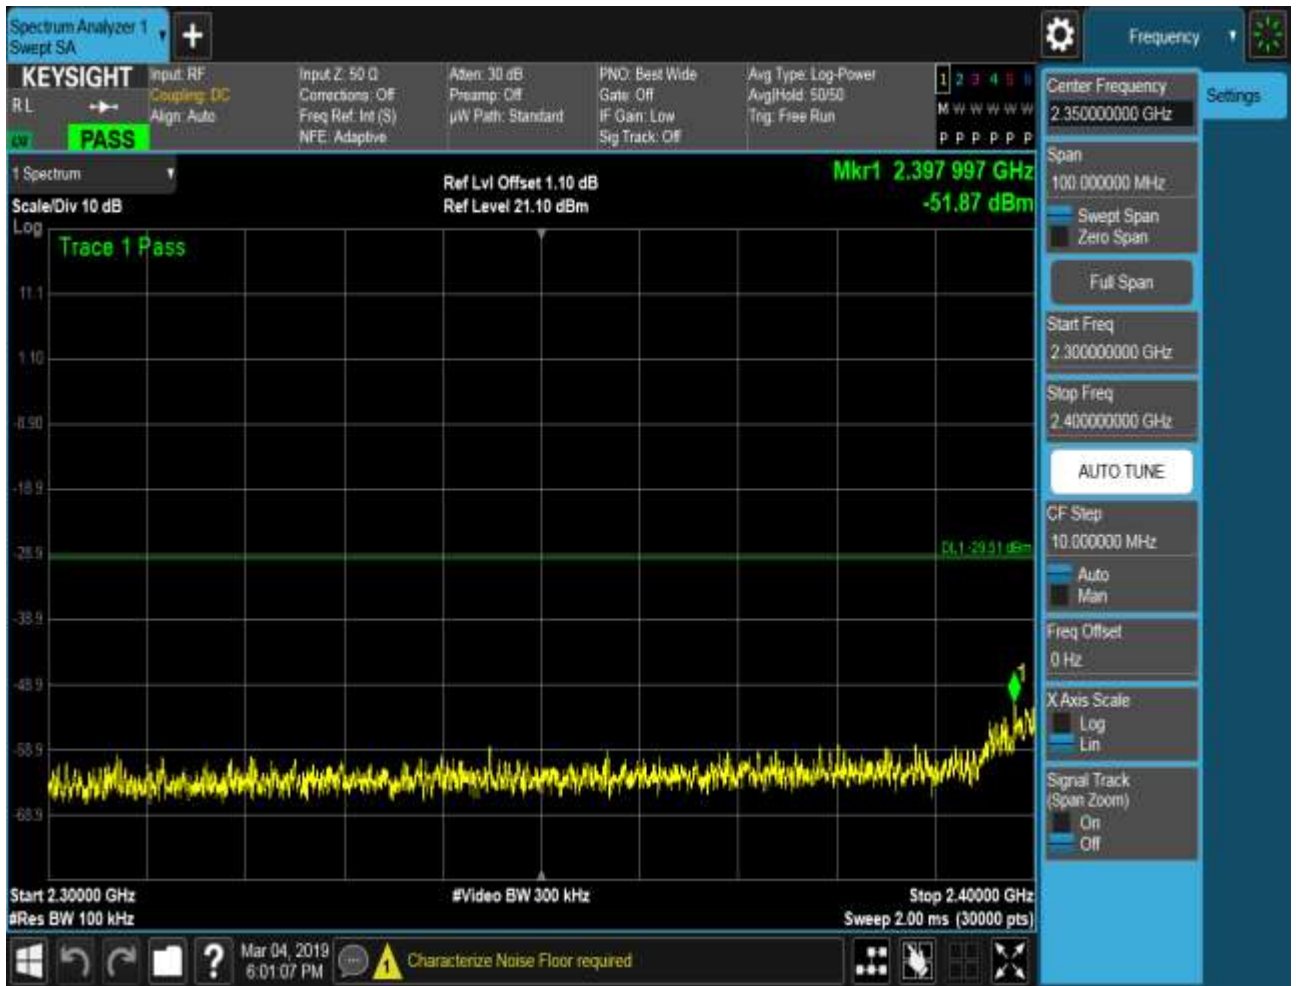 Spectrum Analyzer 1
Swept SA
Frequency
KEYSIGHT
R L
PASS
Input: RF
Coupling: DC
Align: Auto
Input Z: 50 Ω
Corrections: Off
Freq Ref: Int (S)
NFE: Adaptive
Atten: 30 dB
Preamp: Off
µW Path: Standard
PNO: Best Wide
Gate: Off
IF Gain: Low
Sig Track: Off
Avg Type: Log-Power
Avg|Hold: 50/50
Trig: Free Run
1 2 3 4 5 6
M W W W W W
P P P P P P
1 Spectrum
Scale/Div 10 dB
Ref Lvl Offset 1.10 dB
Ref Level 21.10 dBm
Mkr1 2.397 997 GHz
-51.87 dBm
Log
Trace 1 Pass
11.1
1.10
-8.90
-18.9
-28.9
DL1 -29.51 dBm
-38.9
-48.9
1
-58.9
-68.9
Start 2.30000 GHz
#Video BW 300 kHz
Stop 2.40000 GHz
#Res BW 100 kHz
Sweep 2.00 ms (30000 pts)
Center Frequency
2.350000000 GHz
Settings
Span
100.000000 MHz
Swept Span
Zero Span
Full Span
Start Freq
2.300000000 GHz
Stop Freq
2.400000000 GHz
AUTO TUNE
CF Step
10.000000 MHz
Auto
Man
Freq Offset
0 Hz
X Axis Scale
Log
Lin
Signal Track
(Span Zoom)
On
Off
?
Mar 04, 2019
6:01:07 PM
1
Characterize Noise Floor required